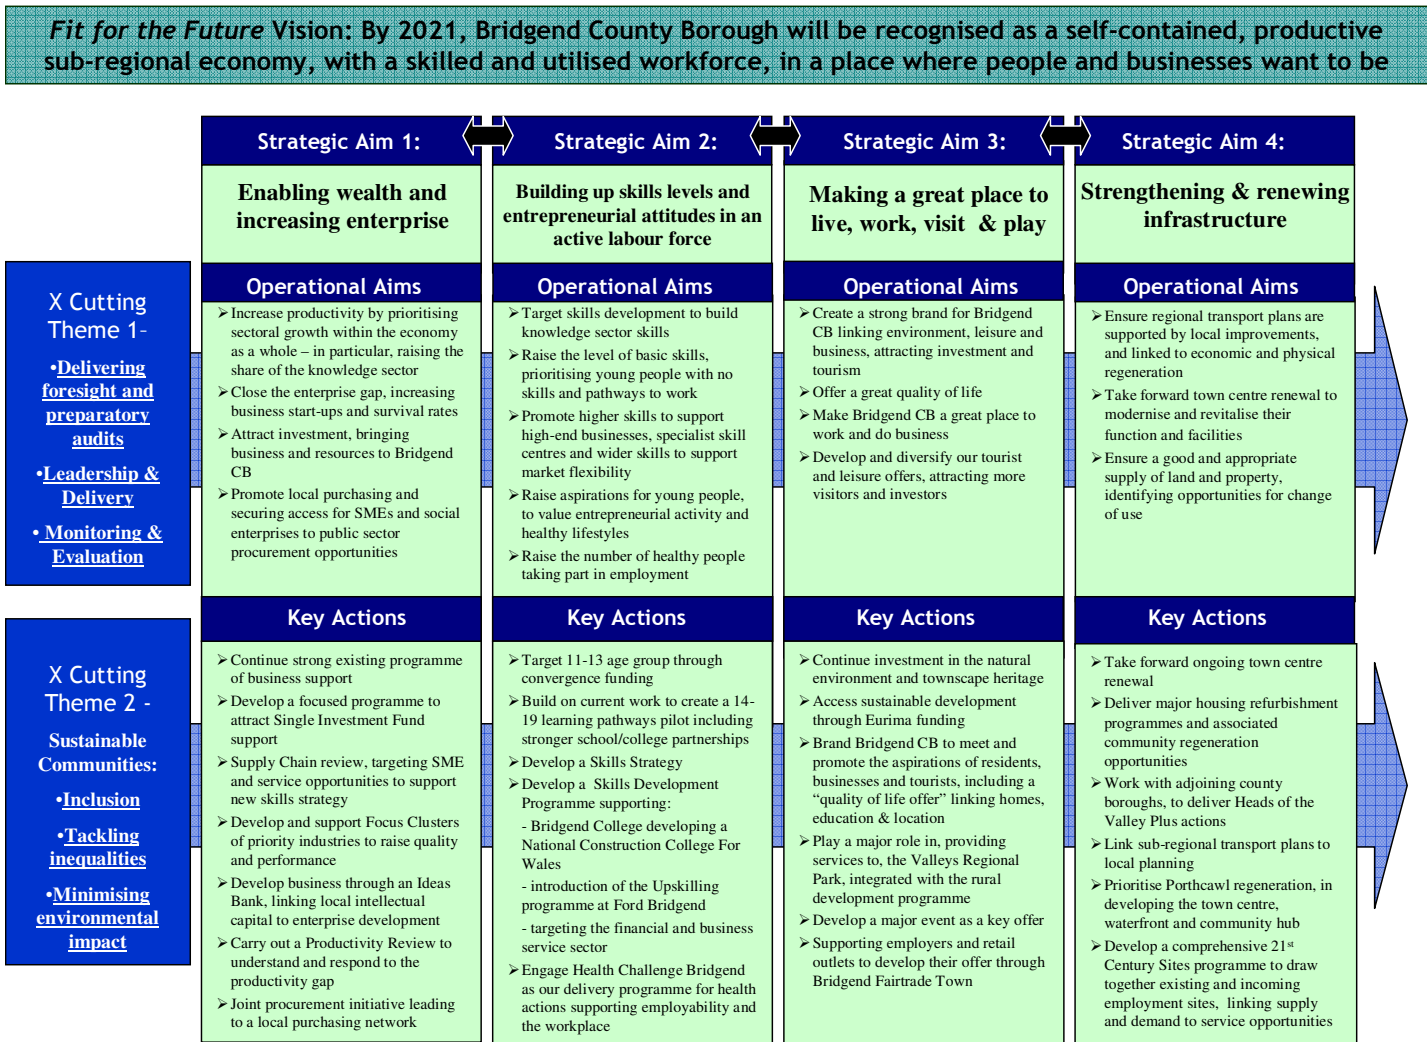 Fit for the Future Vision: By 2021, Bridgend County Borough will be recognised as a self-contained, productive
sub-regional economy, with a skilled and utilised workforce, in a place where people and businesses want to be
Strategic Aim 1:
Enabling wealth and
increasing enterprise
Strategic Aim 2:
Building up skills levels and
entrepreneurial attitudes in an
active labour force
Strategic Aim 3:
Making a great place to
live, work, visit & play
Strategic Aim 4:
Strengthening & renewing
infrastructure
X Cutting
Theme 1–
•Delivering
foresight and
preparatory
audits
•Leadership &
Delivery
• Monitoring &
Evaluation
Operational Aims
➢Increase productivity by prioritising
sectoral growth within the economy
as a whole – in particular, raising the
share of the knowledge sector
➢Close the enterprise gap, increasing
business start-ups and survival rates
➢Attract investment, bringing
business and resources to Bridgend
CB
➢Promote local purchasing and
securing access for SMEs and social
enterprises to public sector
procurement opportunities
Operational Aims
➢Target skills development to build
knowledge sector skills
➢Raise the level of basic skills,
prioritising young people with no
skills and pathways to work
➢Promote higher skills to support
high-end businesses, specialist skill
centres and wider skills to support
market flexibility
➢Raise aspirations for young people,
to value entrepreneurial activity and
healthy lifestyles
➢Raise the number of healthy people
taking part in employment
Operational Aims
➢Create a strong brand for Bridgend
CB linking environment, leisure and
business, attracting investment and
tourism
➢Offer a great quality of life
➢Make Bridgend CB a great place to
work and do business
➢Develop and diversify our tourist
and leisure offers, attracting more
visitors and investors
Operational Aims
➢Ensure regional transport plans are
supported by local improvements,
and linked to economic and physical
regeneration
➢Take forward town centre renewal to
modernise and revitalise their
function and facilities
➢Ensure a good and appropriate
supply of land and property,
identifying opportunities for change
of use
X Cutting
Theme 2 -
Sustainable
Communities:
•Inclusion
•Tackling
inequalities
•Minimising
environmental
impact
Key Actions
➢Continue strong existing programme
of business support
➢Develop a focused programme to
attract Single Investment Fund
support
➢Supply Chain review, targeting SME
and service opportunities to support
new skills strategy
➢Develop and support Focus Clusters
of priority industries to raise quality
and performance
➢Develop business through an Ideas
Bank, linking local intellectual
capital to enterprise development
➢Carry out a Productivity Review to
understand and respond to the
productivity gap
➢Joint procurement initiative leading
to a local purchasing network
Key Actions
➢Target 11-13 age group through
convergence funding
➢Build on current work to create a 14-
19 learning pathways pilot including
stronger school/college partnerships
➢Develop a Skills Strategy
➢Develop a Skills Development
Programme supporting:
- Bridgend College developing a
National Construction College For
Wales
- introduction of the Upskilling
programme at Ford Bridgend
- targeting the financial and business
service sector
➢Engage Health Challenge Bridgend
as our delivery programme for health
actions supporting employability and
the workplace
Key Actions
➢Continue investment in the natural
environment and townscape heritage
➢Access sustainable development
through Eurima funding
➢Brand Bridgend CB to meet and
promote the aspirations of residents,
businesses and tourists, including a
“quality of life offer” linking homes,
education & location
➢Play a major role in, providing
services to, the Valleys Regional
Park, integrated with the rural
development programme
➢Develop a major event as a key offer
➢Supporting employers and retail
outlets to develop their offer through
Bridgend Fairtrade Town
Key Actions
➢Take forward ongoing town centre
renewal
➢Deliver major housing refurbishment
programmes and associated
community regeneration
opportunities
➢Work with adjoining county
boroughs, to deliver Heads of the
Valley Plus actions
➢Link sub-regional transport plans to
local planning
➢Prioritise Porthcawl regeneration, in
developing the town centre,
waterfront and community hub
➢Develop a comprehensive 21st
Century Sites programme to draw
together existing and incoming
employment sites, linking supply
and demand to service opportunities